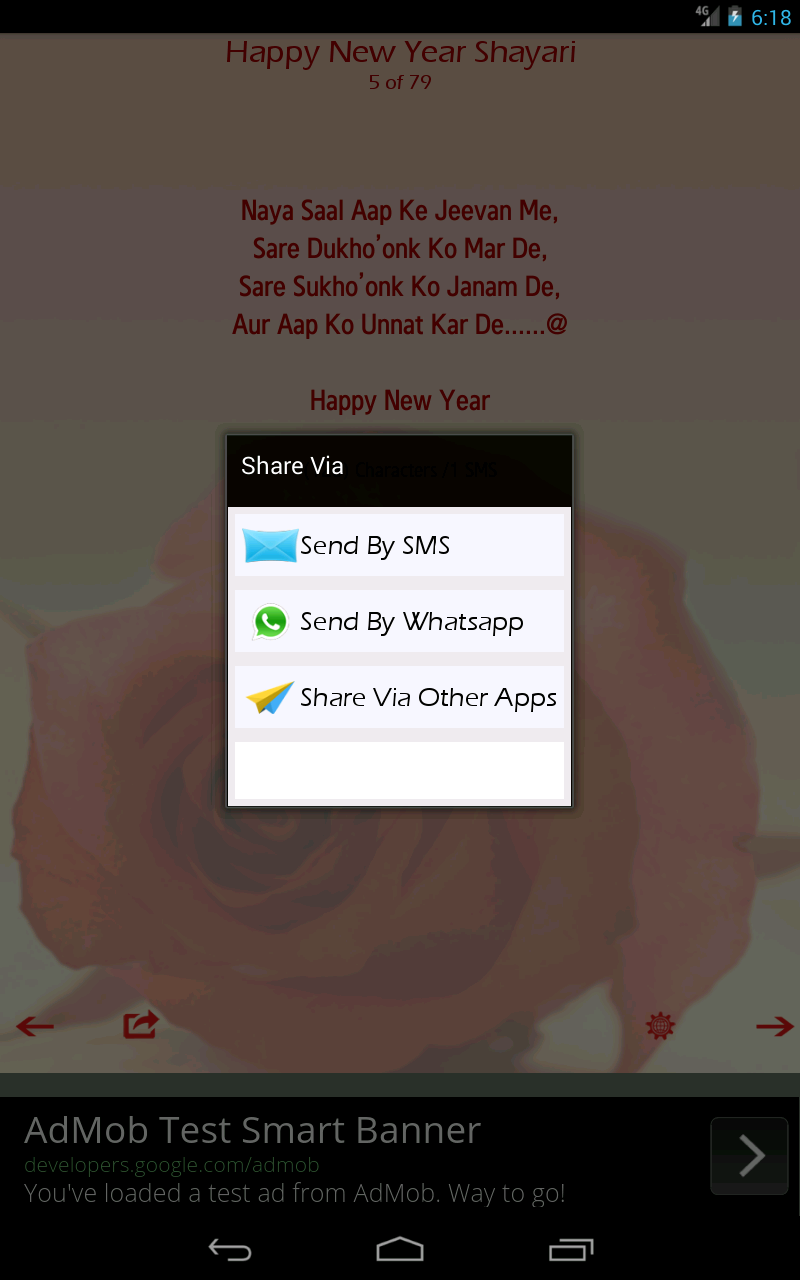 4G 6:18
Happy New Year Shayari
5 of 79
Naya Saal Aap Ke Jeevan Me,
Sare Dukho'onk Ko Mar De,
Sare Sukho'onk Ko Janam De,
Aur Aap Ko Unnat Kar De......@
Happy New Year
Share Via
Characters /1 SMS
Send By SMS
Send By Whatsapp
Share Via Other Apps
AdMob Test Smart Banner
developers.google.com/admob
You've loaded a test ad from AdMob. Way to go!